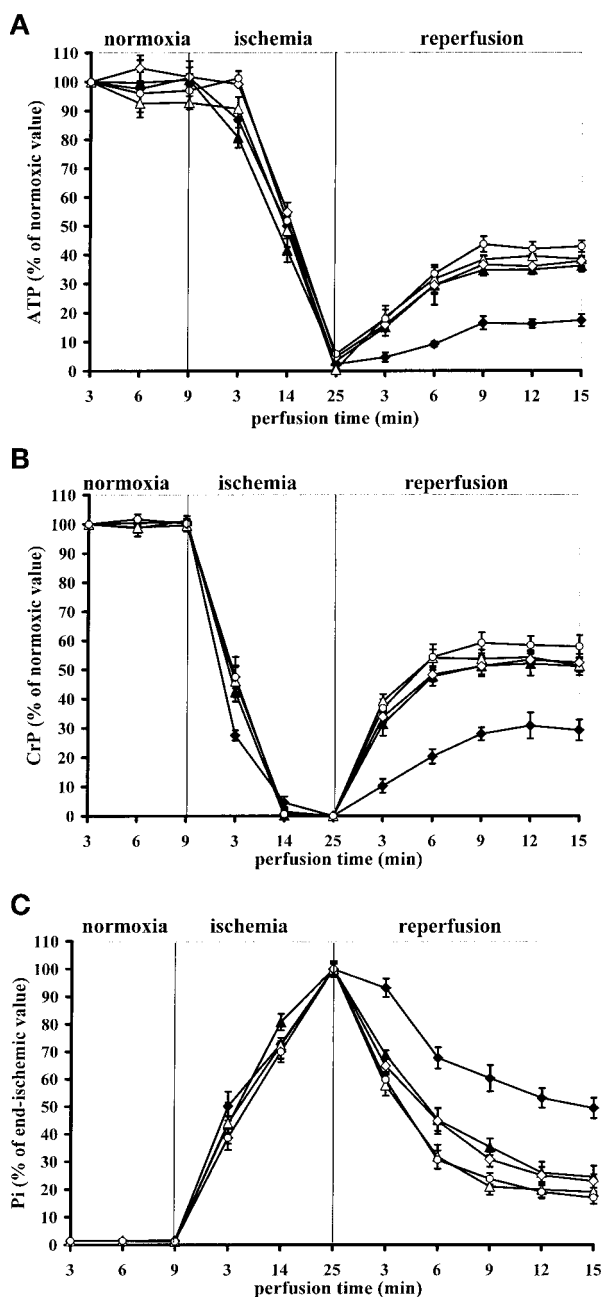 A
normoxia ischemia reperfusion
110
100
90
80
70
60
50
40
30
20
10
0
ATP (% of normoxic value)
3 6 9 3 14 25 3 6 9 12 15
perfusion time (min)
B
normoxia ischemia reperfusion
110
100
90
80
70
60
50
40
30
20
10
0
CrP (% of normoxic value)
3 6 9 3 14 25 3 6 9 12 15
perfusion time (min)
C
normoxia ischemia reperfusion
110
100
90
80
70
60
50
40
30
20
10
0
Pi (% of end-ischemic value)
3 6 9 3 14 25 3 6 9 12 15
perfusion time (min)